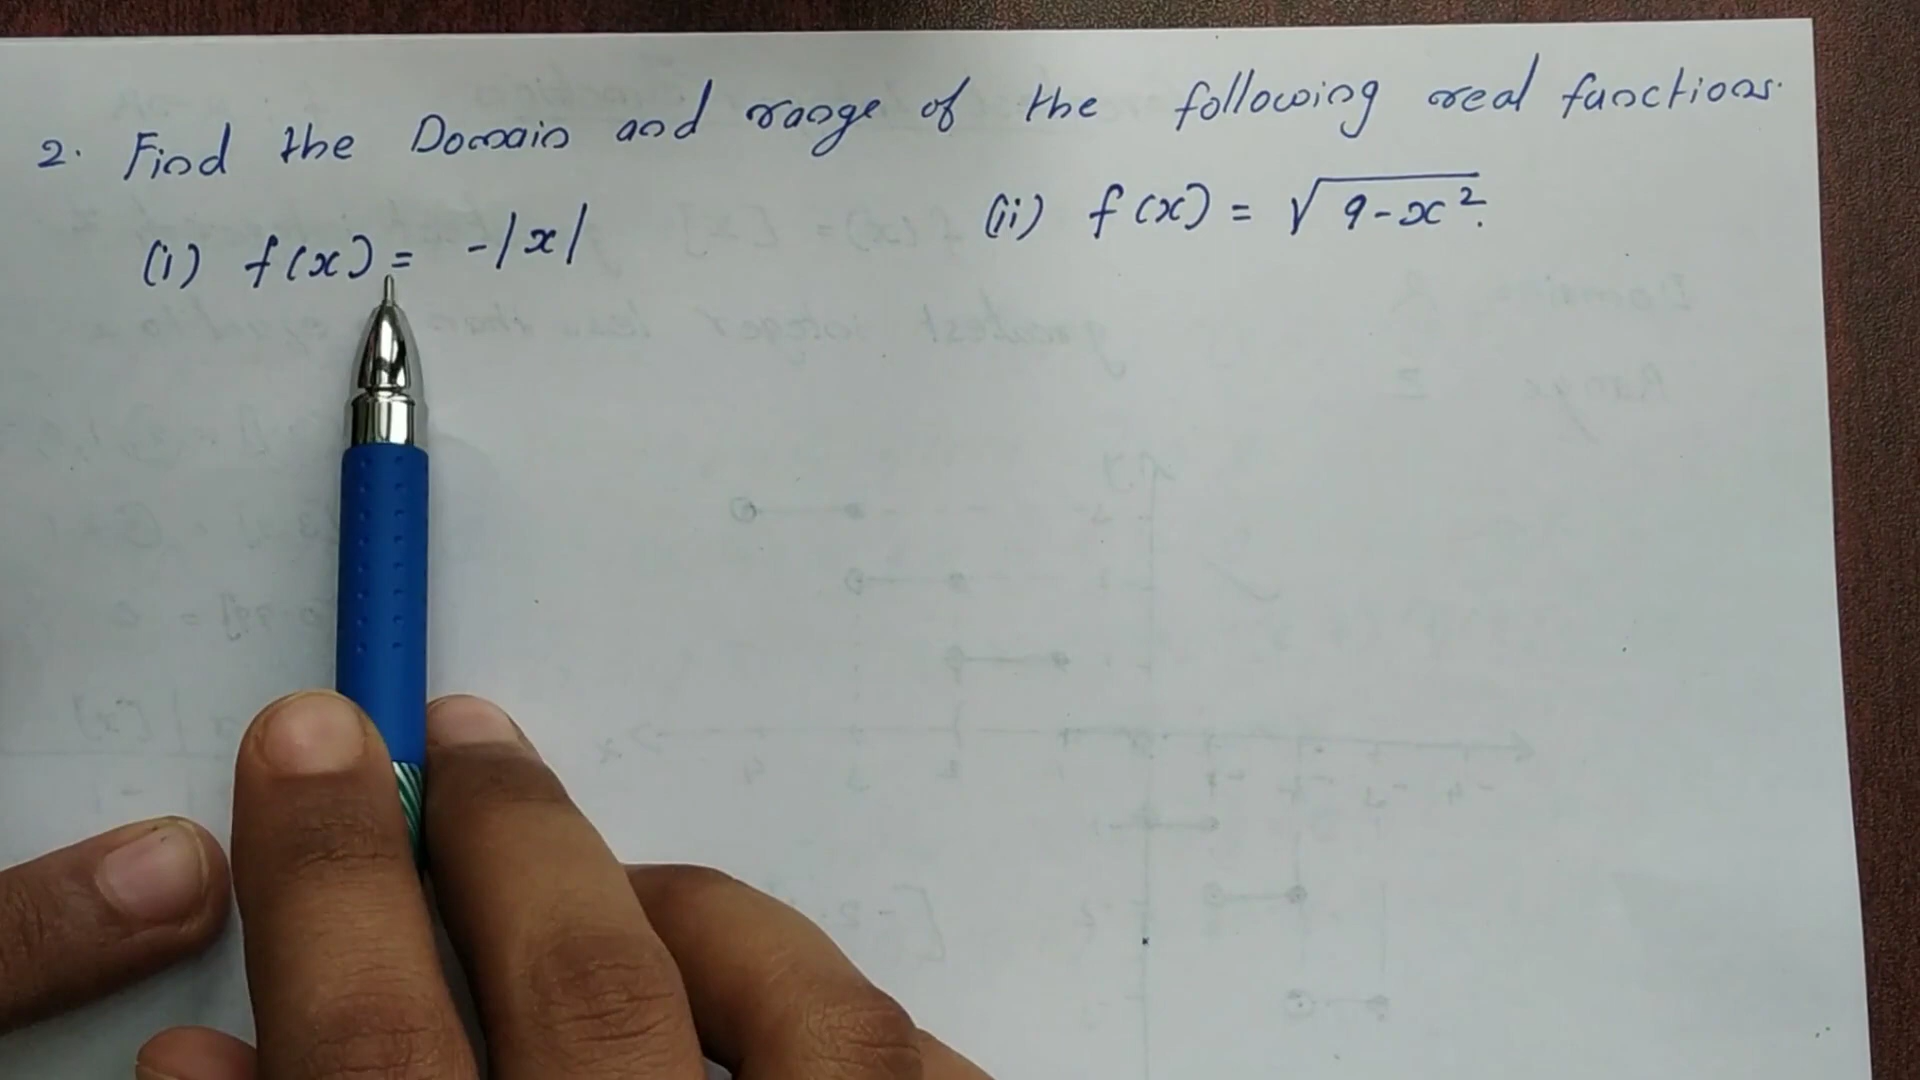 2. Find the Domain and range of the following real functions.
(i) f(x) = -|x| (ii) f(x) = √9-x².